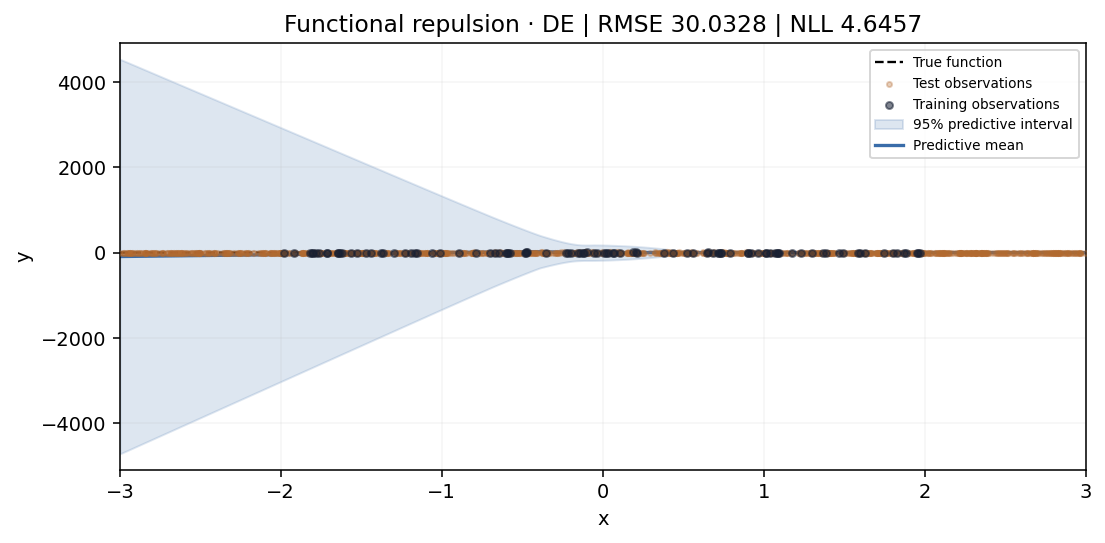 Functional repulsion · DE | RMSE 30.0328 | NLL 4.6457
True function
Test observations
Training observations
95% predictive interval
Predictive mean
4000
2000
0
−2000
−4000
y
−3
−2
−1
0
1
2
3
x